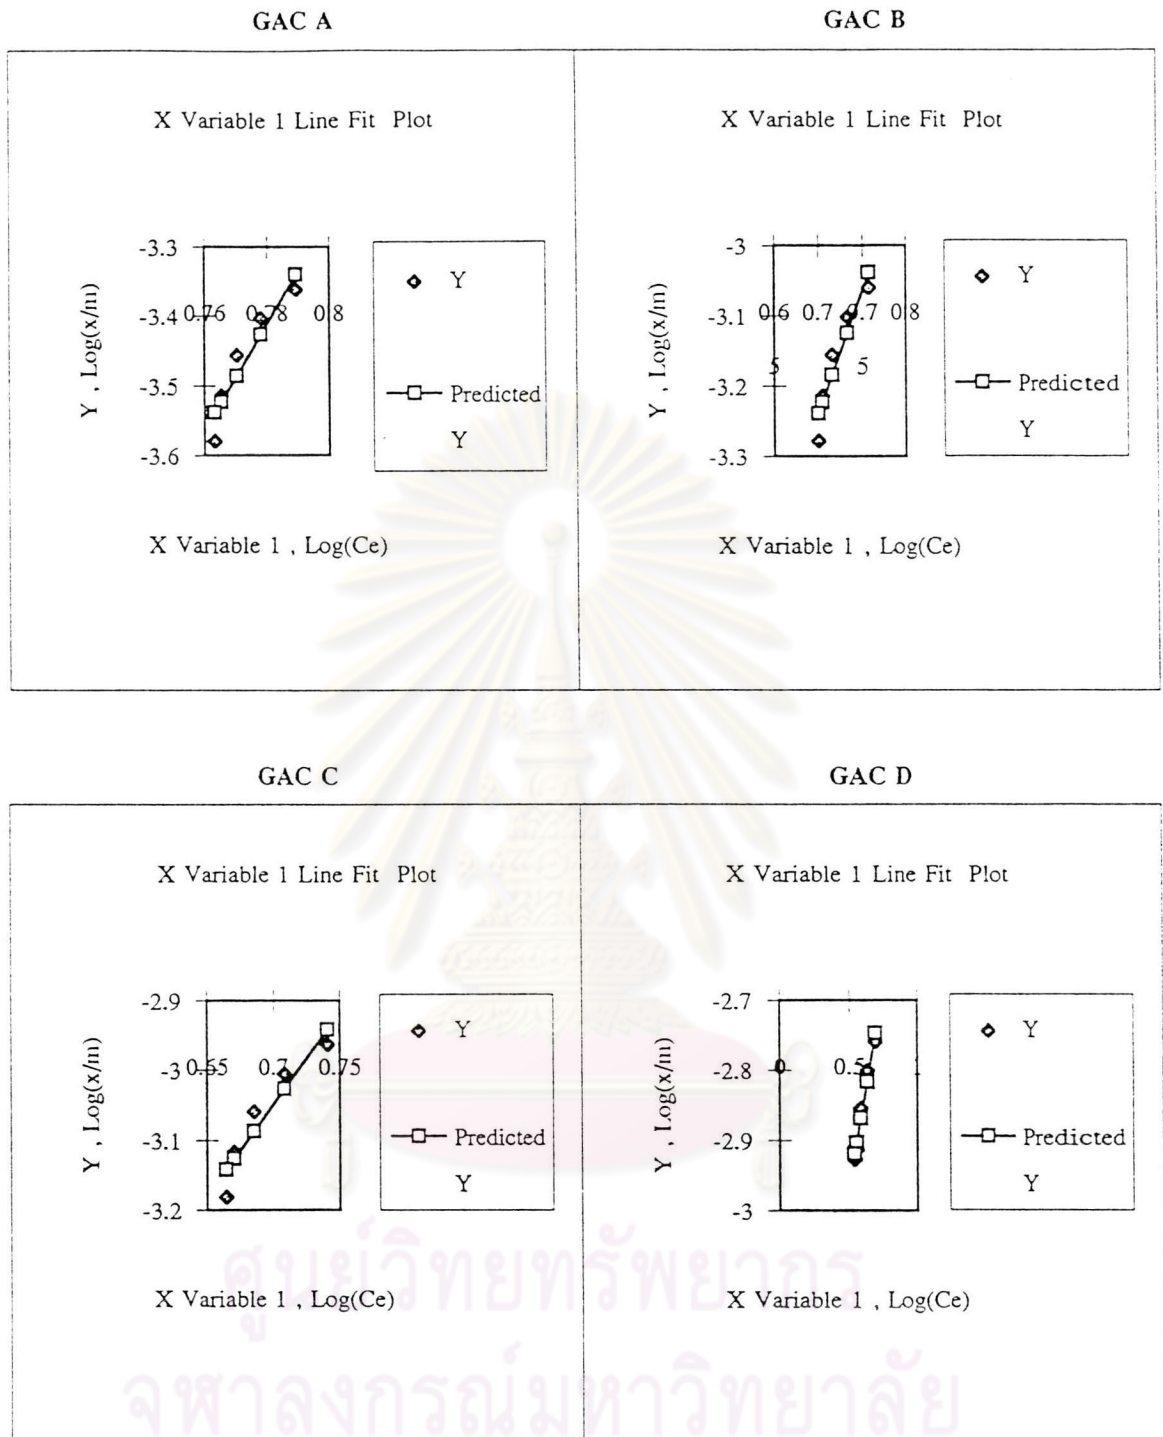 GAC A
GAC B
X Variable 1 Line Fit Plot
-3.3
-3.4
-3.5
-3.6
0.76 0.78 0.8
Y , Log(x/m)
Y
Predicted
Y
X Variable 1 , Log(Ce)
X Variable 1 Line Fit Plot
-3
-3.1
-3.2
-3.3
0.6 0.7 0.7 0.8
5 5
Y , Log(x/m)
Y
Predicted
Y
X Variable 1 , Log(Ce)
GAC C
GAC D
X Variable 1 Line Fit Plot
-2.9
-3
-3.1
-3.2
0.65 0.7 0.75
Y , Log(x/m)
Y
Predicted
Y
X Variable 1 , Log(Ce)
X Variable 1 Line Fit Plot
-2.7
-2.8
-2.9
-3
0 0.5
Y , Log(x/m)
Y
Predicted
Y
X Variable 1 , Log(Ce)
ศูนย์วิทยทรัพยากร
จุฬาลงกรณ์มหาวิทยาลัย